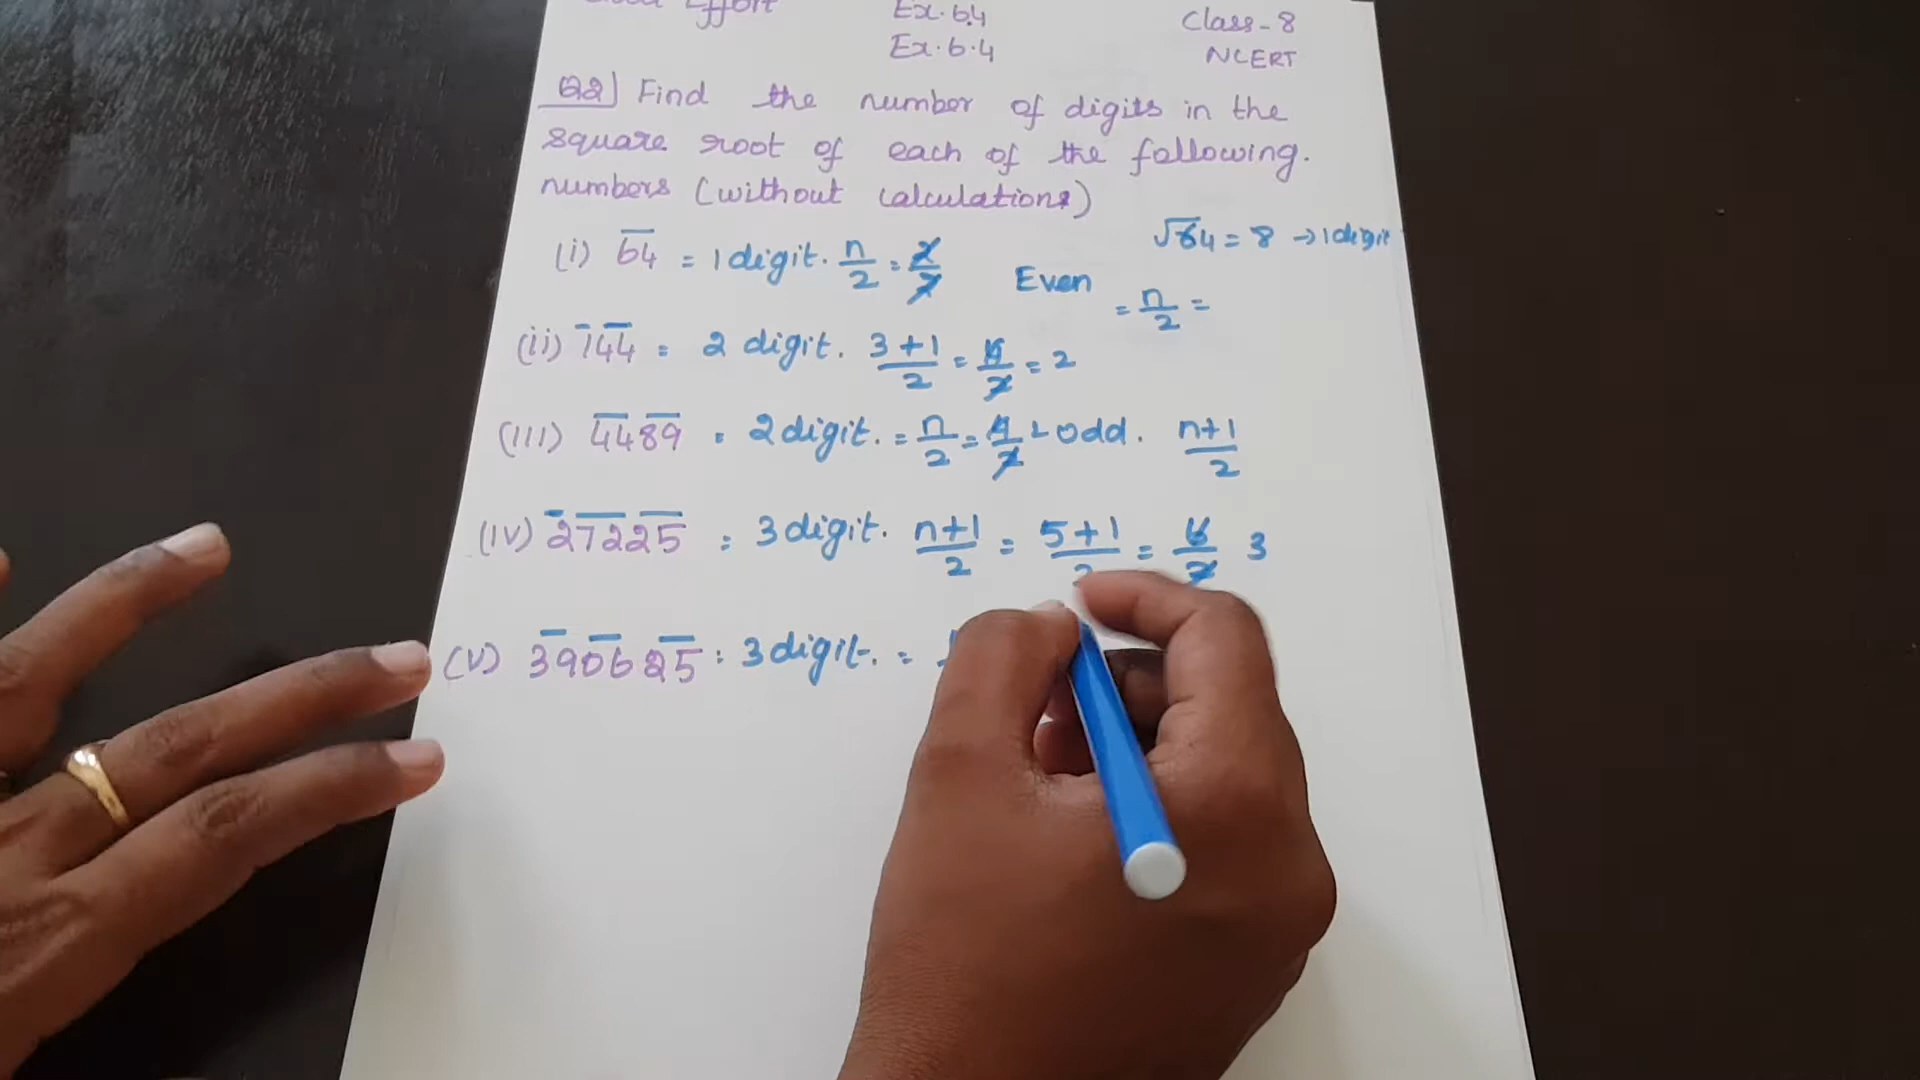 Effort Ex. 6.4 Class-8
Ex. 6.4 NCERT
Q2) Find the number of digits in the
square root of each of the following.
numbers (without calculations)
(i) 64 = 1 digit. n/2 = 2/2 Even √64 = 8 → 1 digit
= n/2 =
(ii) 144 = 2 digit. 3+1/2 = 4/2 = 2
(iii) 4489 = 2 digit. = n/2 = 4/2 2 odd. n+1/2
(iv) 27225 = 3 digit. n+1/2 = 5+1/2 = 6/2 3
(v) 390625 : 3 digit. =